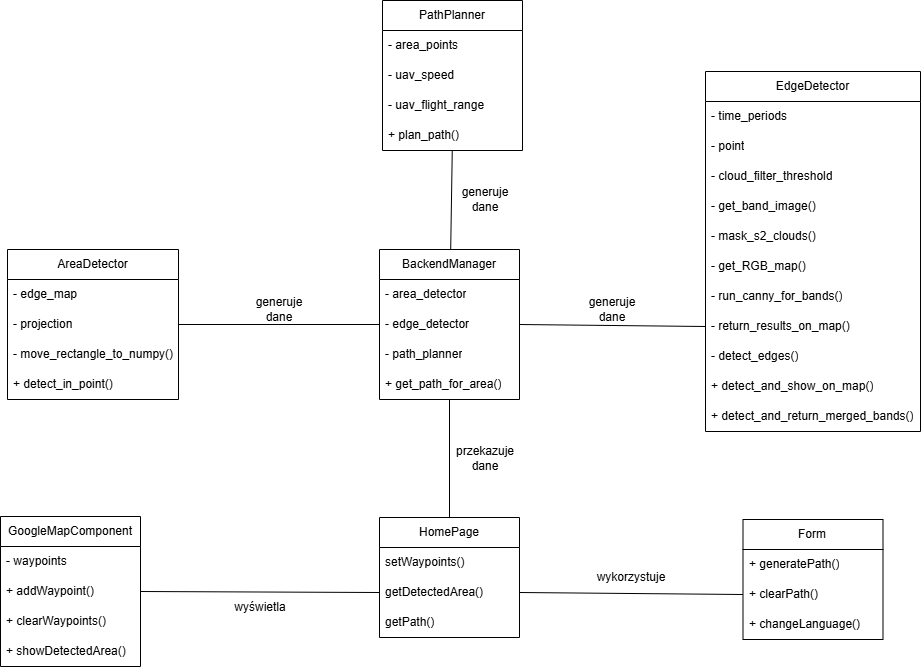 PathPlanner
- area_points
- uav_speed
- uav_flight_range
+ plan_path()
generuje
dane
EdgeDetector
- time_periods
- point
- cloud_filter_threshold
- get_band_image()
- mask_s2_clouds()
- get_RGB_map()
- run_canny_for_bands()
- return_results_on_map()
- detect_edges()
+ detect_and_show_on_map()
+ detect_and_return_merged_bands()
AreaDetector
- edge_map
- projection
- move_rectangle_to_numpy()
+ detect_in_point()
generuje
dane
BackendManager
- area_detector
- edge_detector
- path_planner
+ get_path_for_area()
generuje
dane
przekazuje
dane
GoogleMapComponent
- waypoints
+ addWaypoint()
+ clearWaypoints()
+ showDetectedArea()
wyświetla
HomePage
setWaypoints()
getDetectedArea()
getPath()
wykorzystuje
Form
+ generatePath()
+ clearPath()
+ changeLanguage()